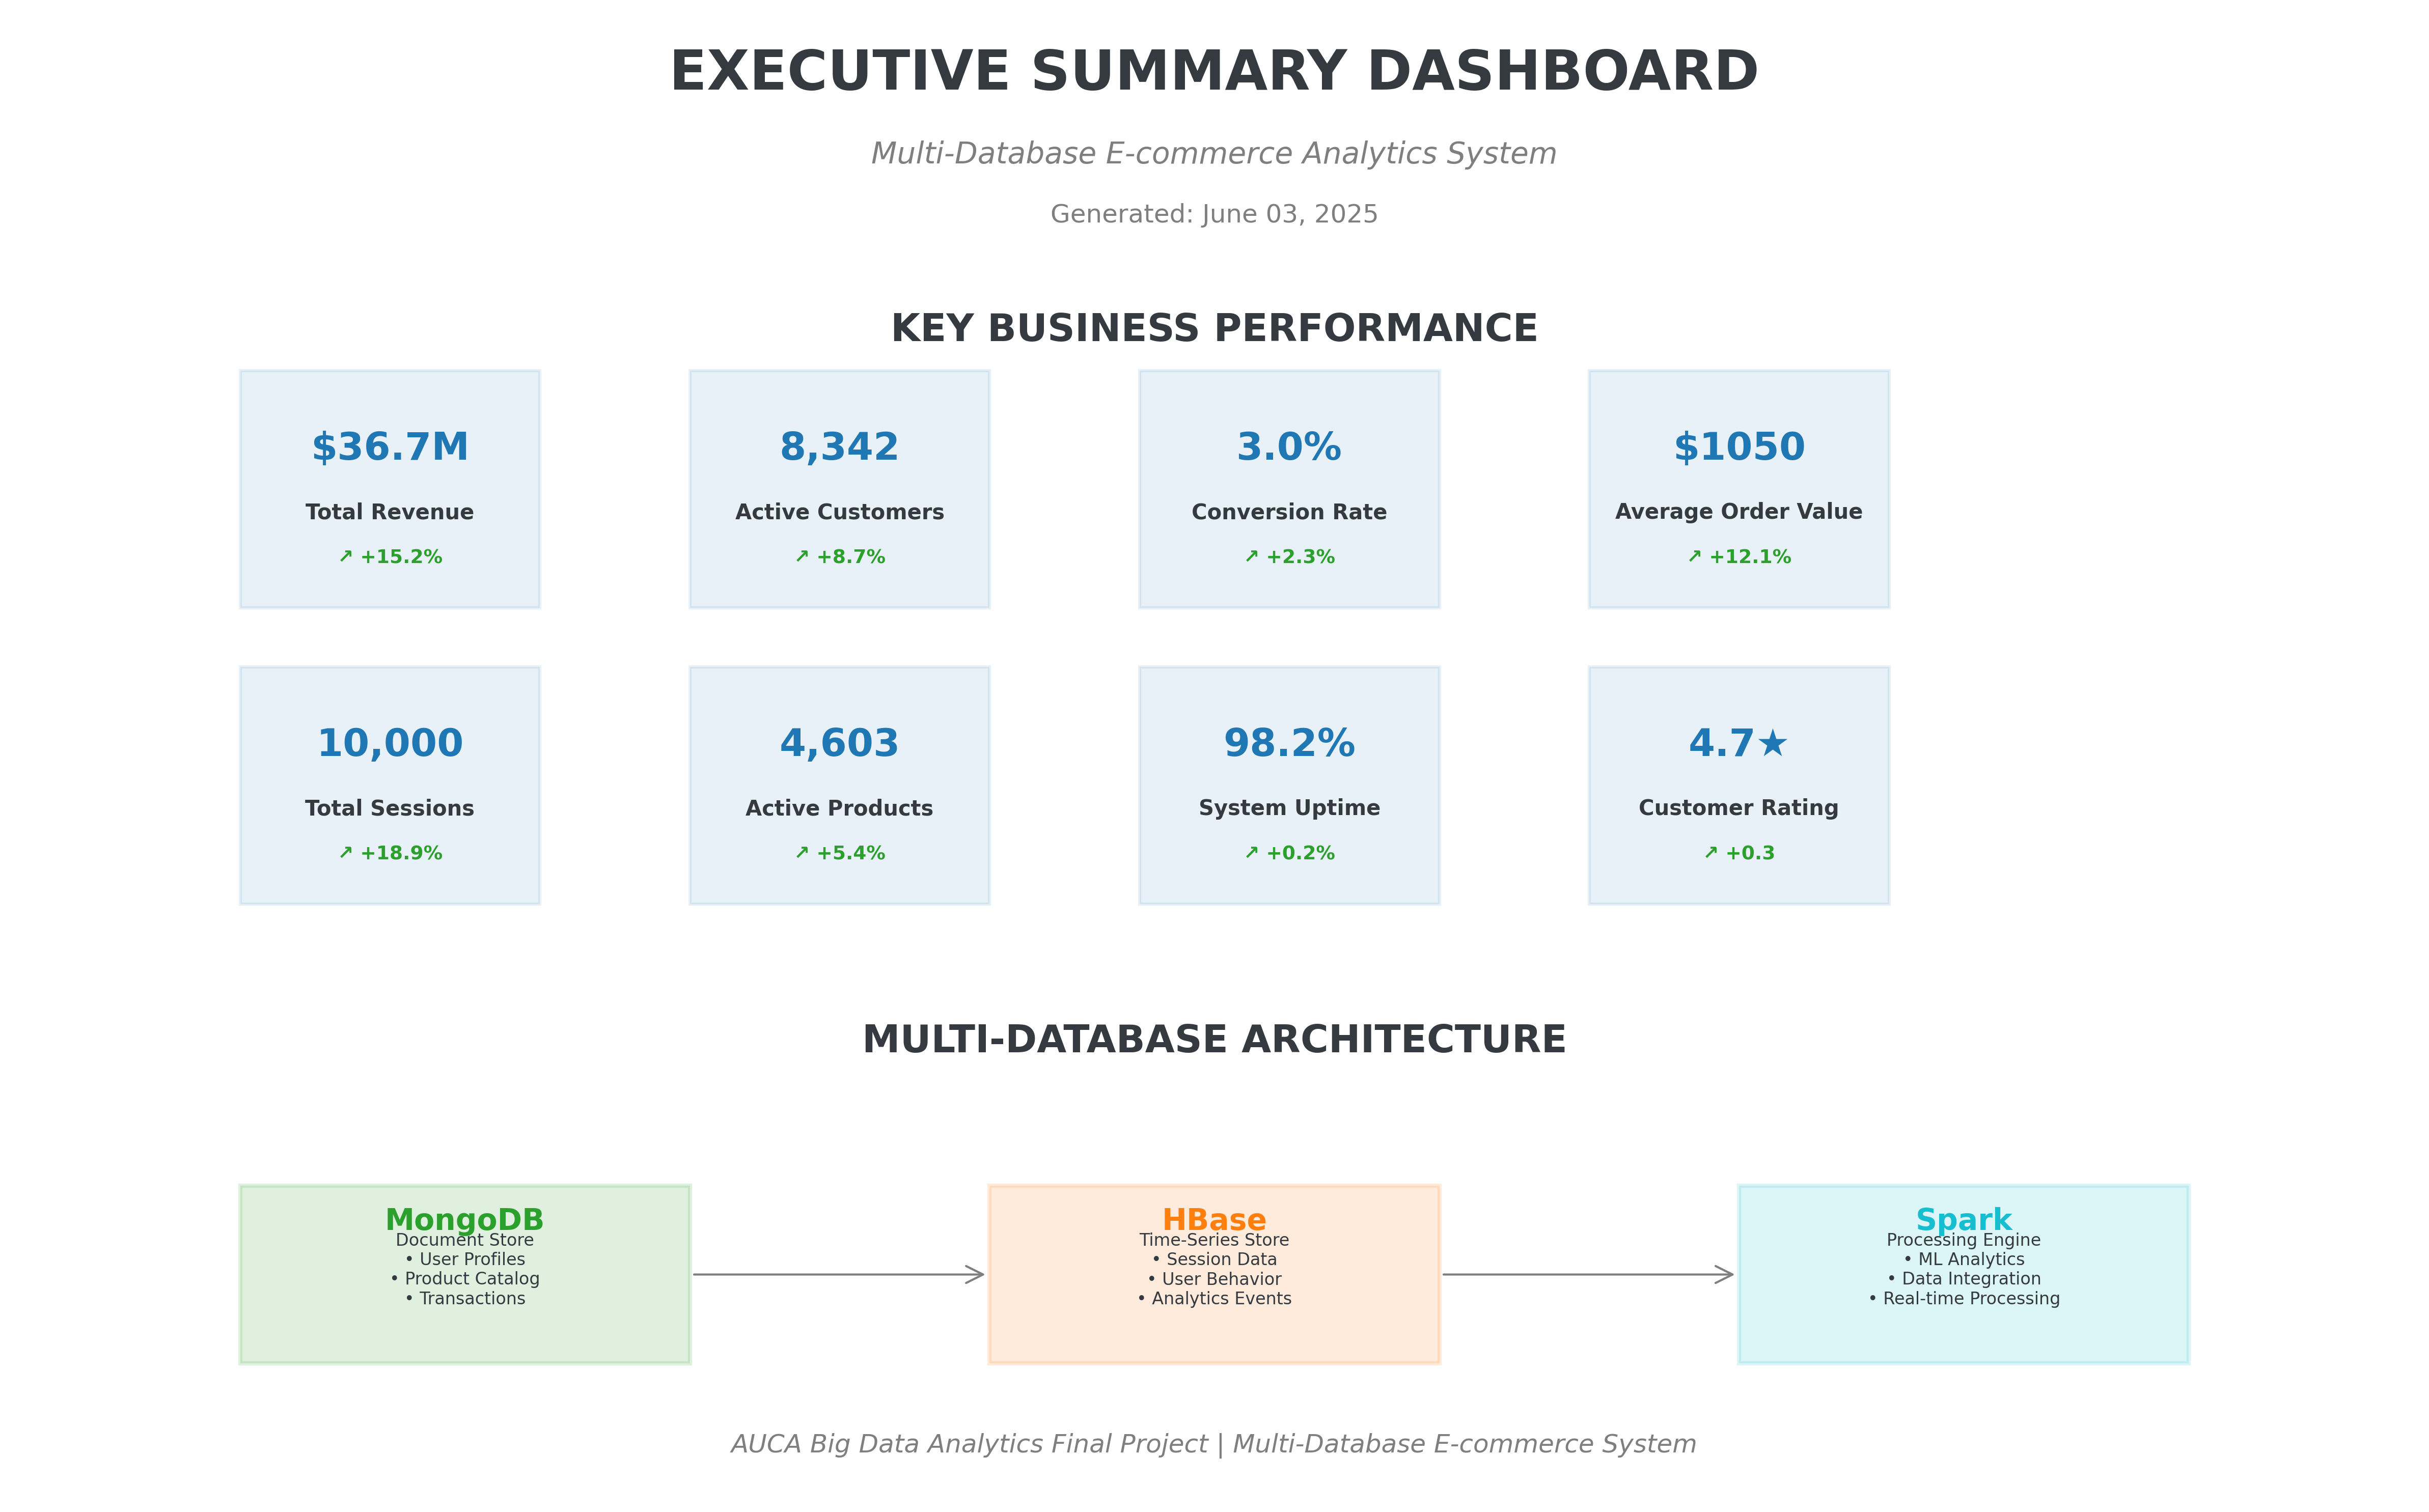 EXECUTIVE SUMMARY DASHBOARD
Multi-Database E-commerce Analytics System
Generated: June 03, 2025
KEY BUSINESS PERFORMANCE
$36.7M
Total Revenue
↗ +15.2%
8,342
Active Customers
↗ +8.7%
3.0%
Conversion Rate
↗ +2.3%
$1050
Average Order Value
↗ +12.1%
10,000
Total Sessions
↗ +18.9%
4,603
Active Products
↗ +5.4%
98.2%
System Uptime
↗ +0.2%
4.7★
Customer Rating
↗ +0.3
MULTI-DATABASE ARCHITECTURE
MongoDB
Document Store
• User Profiles
• Product Catalog
• Transactions
HBase
Time-Series Store
• Session Data
• User Behavior
• Analytics Events
Spark
Processing Engine
• ML Analytics
• Data Integration
• Real-time Processing
AUCA Big Data Analytics Final Project | Multi-Database E-commerce System